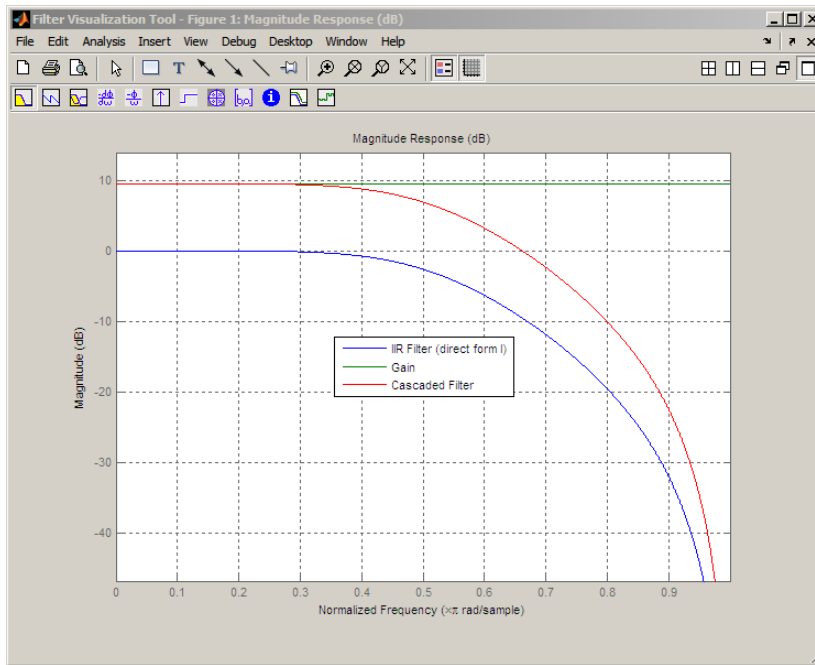 Filter Visualization Tool - Figure 1: Magnitude Response (dB)
File Edit Analysis Insert View Debug Desktop Window Help
Magnitude Response (dB)
10
0
-10
-20
-30
-40
Magnitude (dB)
IIR Filter (direct form I)
Gain
Cascaded Filter
0 0.1 0.2 0.3 0.4 0.5 0.6 0.7 0.8 0.9
Normalized Frequency (×π rad/sample)